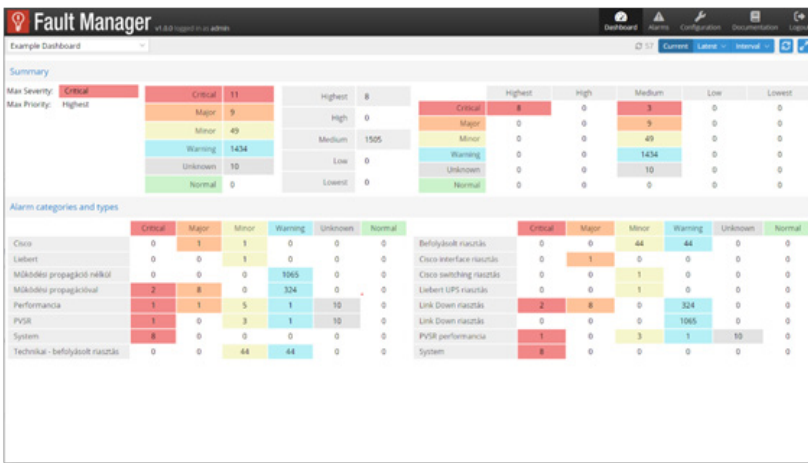 Fault Manager v1.0.0 logged in as admin Dashboard Alarms Configuration Documentation Logout
Example Dashboard 57 Current Latest Interval
Summary
Max Severity: Critical
Max Priority: Highest
Critical 11
Major 9
Minor 49
Warning 1434
Unknown 10
Normal 0
Highest 8
High 0
Medium 1505
Low 0
Lowest 0
Highest High Medium Low Lowest
Critical 8 0 3 0 0
Major 0 0 9 0 0
Minor 0 0 49 0 0
Warning 0 0 1434 0 0
Unknown 0 0 10 0 0
Normal 0 0 0 0 0
Alarm categories and types
Critical Major Minor Warning Unknown Normal
Cisco 0 1 1 0 0 0
Liebert 0 0 1 0 0 0
Működési propagáció nélkül 0 0 0 1065 0 0
Működési propagációval 2 8 0 324 0 0
Performancia 1 1 5 1 10 0
PVSR 1 0 3 1 10 0
System 8 0 0 0 0 0
Technikai - befolyásolt riasztás 0 0 44 44 0 0
Critical Major Minor Warning Unknown Normal
Befolyásolt riasztás 0 0 44 44 0 0
Cisco interface riasztás 0 1 0 0 0 0
Cisco switching riasztás 0 0 1 0 0 0
Liebert UPS riasztás 0 0 1 0 0 0
Link Down riasztás 2 8 0 324 0 0
Link Down riasztás 0 0 0 1065 0 0
PVSR performancia 1 0 3 1 10 0
System 8 0 0 0 0 0